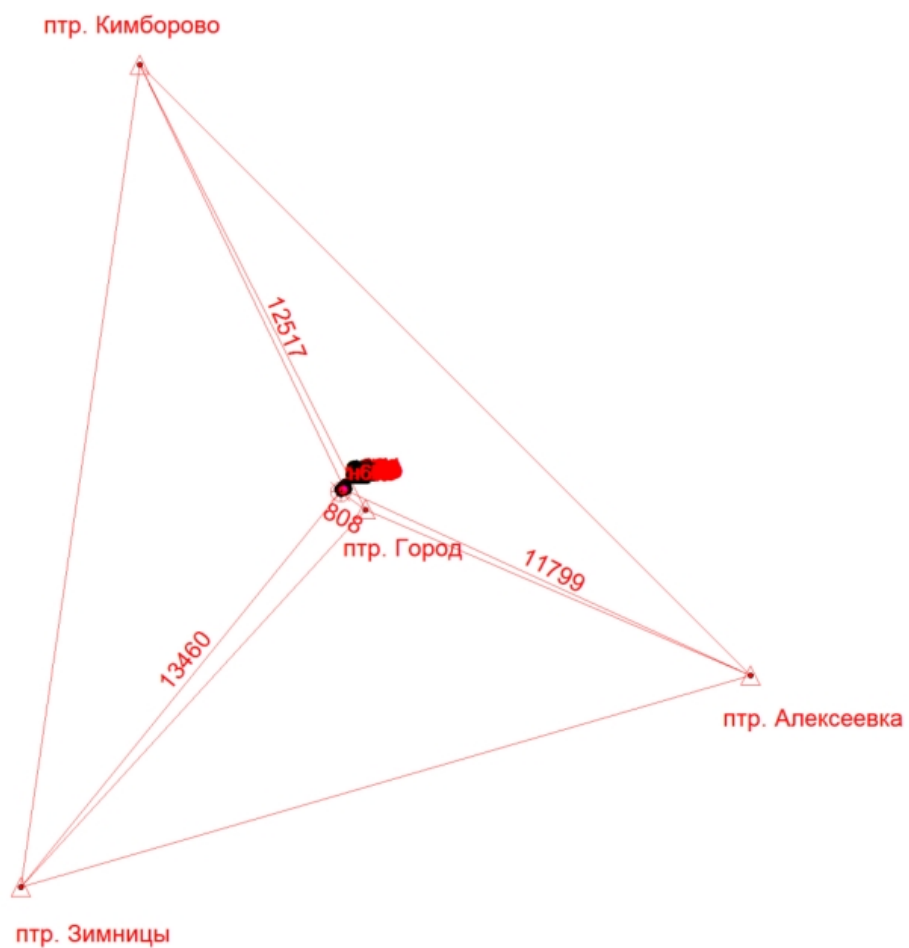 птр. Кимборово
12517
808
птр. Город
11799
13460
птр. Алексеевка
птр. Зимницы